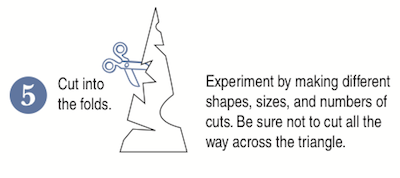 5
Cut into
the folds.
Experiment by making different
shapes, sizes, and numbers of
cuts. Be sure not to cut all the
way across the triangle.